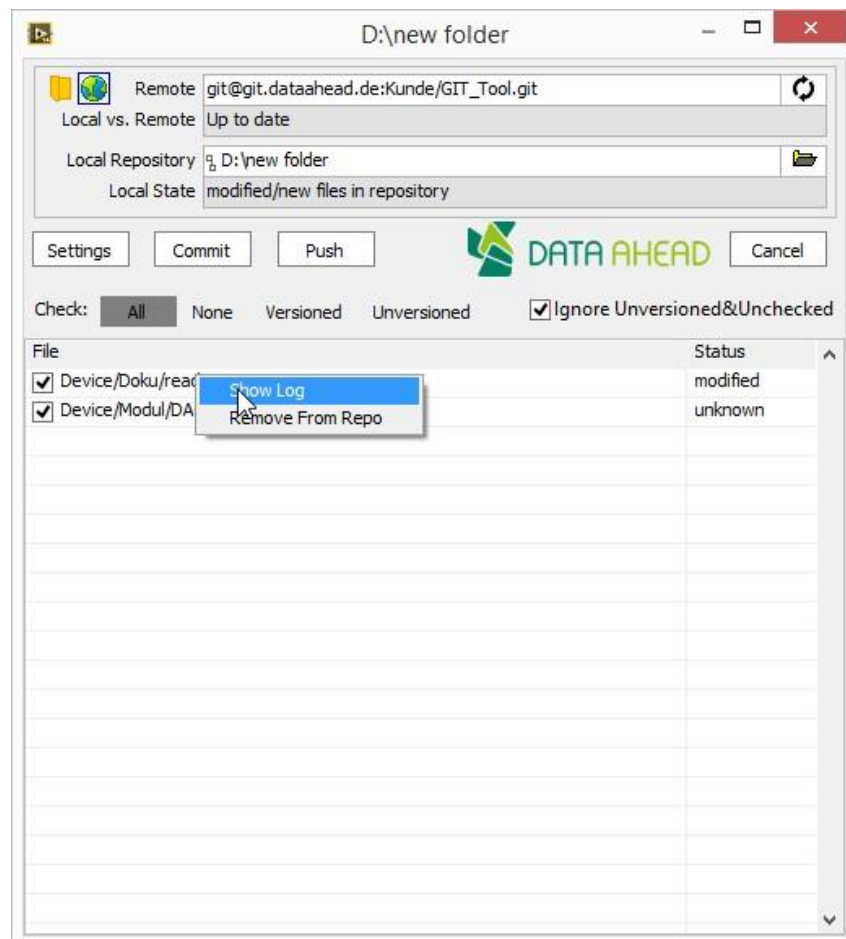 D:\new folder
Remote git@git.dataahead.de:Kunde/GIT_Tool.git
Local vs. Remote Up to date
Local Repository D:\new folder
Local State modified/new files in repository
Settings Commit Push DATA AHEAD Cancel
Check: All None Versioned Unversioned Ignore Unversioned&Unchecked
File Status
Device/Doku/read modified
Show Log
Device/Modul/DA unknown
Remove From Repo